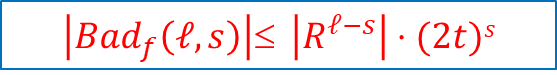 |Bad_f(ℓ,s)| ≤ |R^{ℓ−s}| · (2t)^s